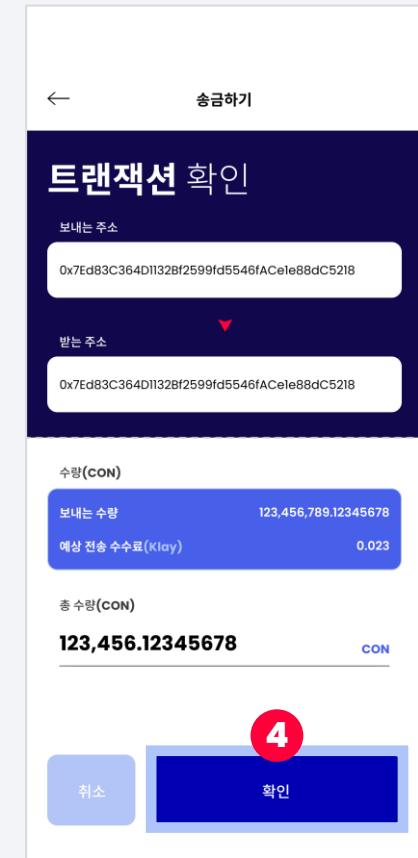 송금하기
트랜잭션 확인
보내는 주소
0x7Ed83C364D1132Bf2599fd5546fACe1e88dC5218
받는 주소
0x7Ed83C364D1132Bf2599fd5546fACe1e88dC5218
수량(CON)
보내는 수량 123,456,789.12345678
예상 전송 수수료(Klay) 0.023
총 수량(CON)
123,456.12345678 CON
4
취소 확인